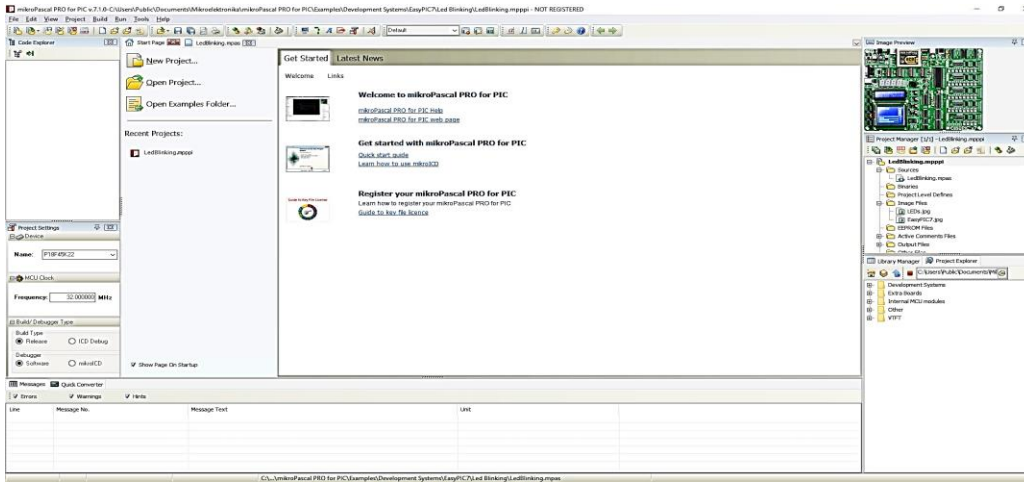 mikroPascal PRO for PIC v.7.1.0-C:\Users\Public\Documents\Mikroelektronika\mikroPascal PRO for PIC\Examples\Development Systems\EasyPIC7\Led Blinking\LedBlinking.mpppi - NOT REGISTERED
File Edit View Project Build Run Tools Help
Default
Code Explorer
Start Page
LedBlinking.mpas
Image Preview
New Project...
Open Project...
Open Examples Folder...
Recent Projects:
LedBlinking.mpppi
Show Page On Startup
Get Started Latest News
Welcome Links
Welcome to mikroPascal PRO for PIC
mikroPascal PRO for PIC Help
mikroPascal PRO for PIC web page
Get started with mikroPascal PRO for PIC
Quick start guide
Learn how to use mikroICD
Register your mikroPascal PRO for PIC
Learn how to register your mikroPascal PRO for PIC
Guide to key file licence
Project Manager [1/1] - LedBlinking.mpppi
LedBlinking.mpppi
Sources
LedBlinking.mpas
Binaries
Project Level Defines
Image Files
LEDs.jpg
EasyPIC7.jpg
EEPROM Files
Active Comments Files
Output Files
Other Files
Project Settings
Device
Name: P18F45K22
MCU Clock
Frequency: 32.000000 MHz
Build/Debugger Type
Build Type
Release ICD Debug
Debugger
Software mikroICD
Library Manager Project Explorer
C:\Users\Public\Documents\Mi
Development Systems
Extra Boards
Internal MCU modules
Other
VTFT
Messages Quick Converter
Errors Warnings Hints
Line Message No. Message Text Unit
C:\...\mikroPascal PRO for PIC\Examples\Development Systems\EasyPIC7\Led Blinking\LedBlinking.mpas